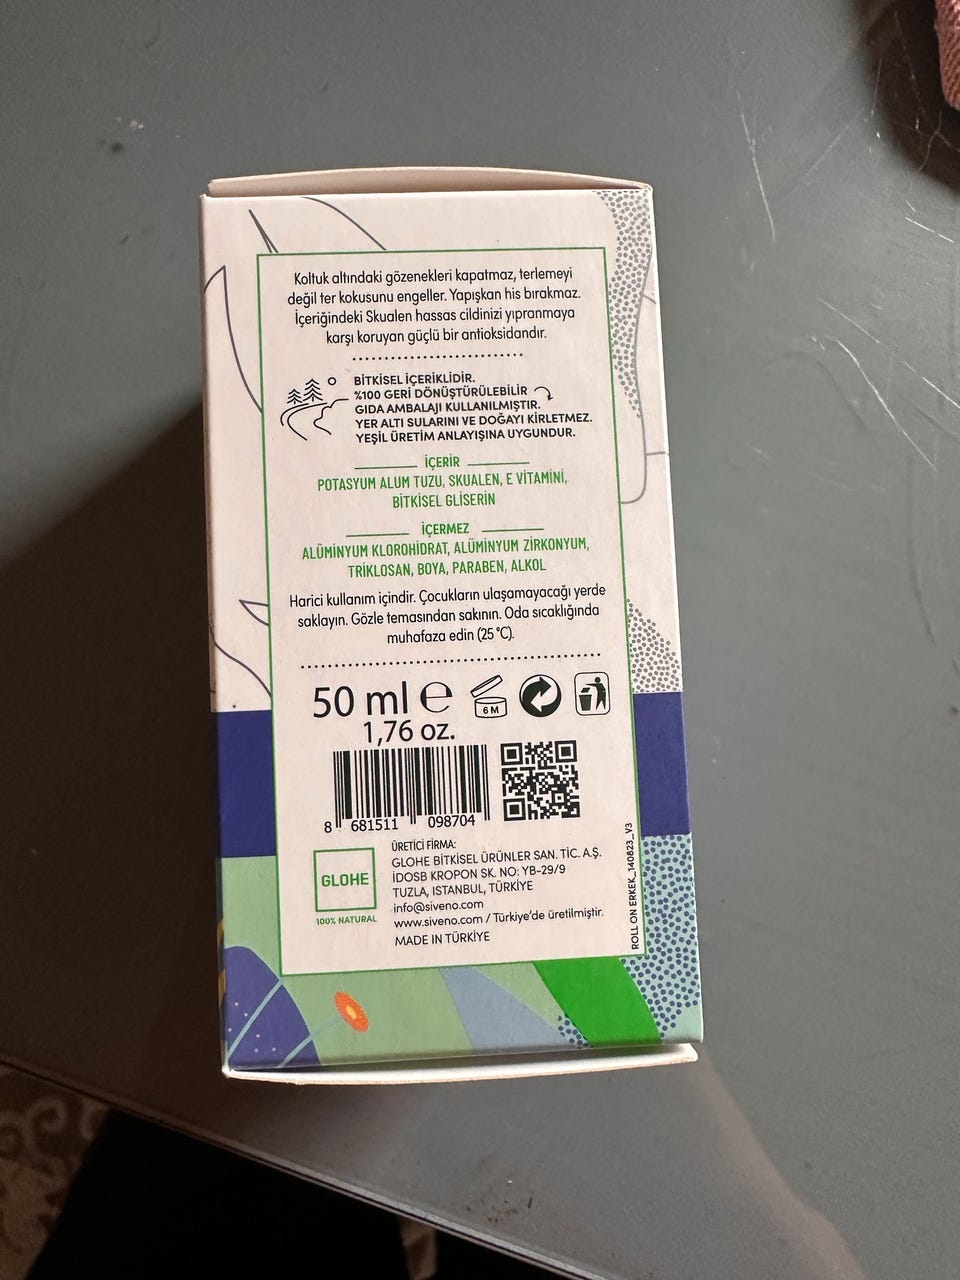 Koltuk altındaki gözenekleri kapatmaz, terlemeyi
değil ter kokusunu engeller. Yapışkan his bırakmaz.
İçeriğindeki Skualen hassas cildinizi yıpranmaya
karşı koruyan güçlü bir antioksidandır.
BİTKİSEL İÇERİKLİDİR.
%100 GERİ DÖNÜŞTÜRÜLEBİLİR
GIDA AMBALAJI KULLANILMIŞTIR.
YER ALTI SULARINI VE DOĞAYI KİRLETMEZ.
YEŞİL ÜRETİM ANLAYIŞINA UYGUNDUR.
İÇERİR
POTASYUM ALUM TUZU, SKUALEN, E VİTAMİNİ,
BİTKİSEL GLİSERİN
İÇERMEZ
ALÜMİNYUM KLOROHİDRAT, ALÜMİNYUM ZİRKONYUM,
TRİKLOSAN, BOYA, PARABEN, ALKOL
Harici kullanım içindir. Çocukların ulaşamayacağı yerde
saklayın. Gözle temasından sakının. Oda sıcaklığında
muhafaza edin (25 °C).
50 ml ℮
6 M
1,76 oz.
8 681511 098704
ÜRETİCİ FİRMA:
GLOHE BİTKİSEL ÜRÜNLER SAN. TİC. A.Ş.
İDOSB KROPON SK. NO: YB-29/9
TUZLA, ISTANBUL, TÜRKİYE
info@siveno.com
www.siveno.com / Türkiye'de üretilmiştir.
MADE IN TÜRKİYE
GLOHE
100% NATURAL
ROLL ON ERKEK_140823_V3